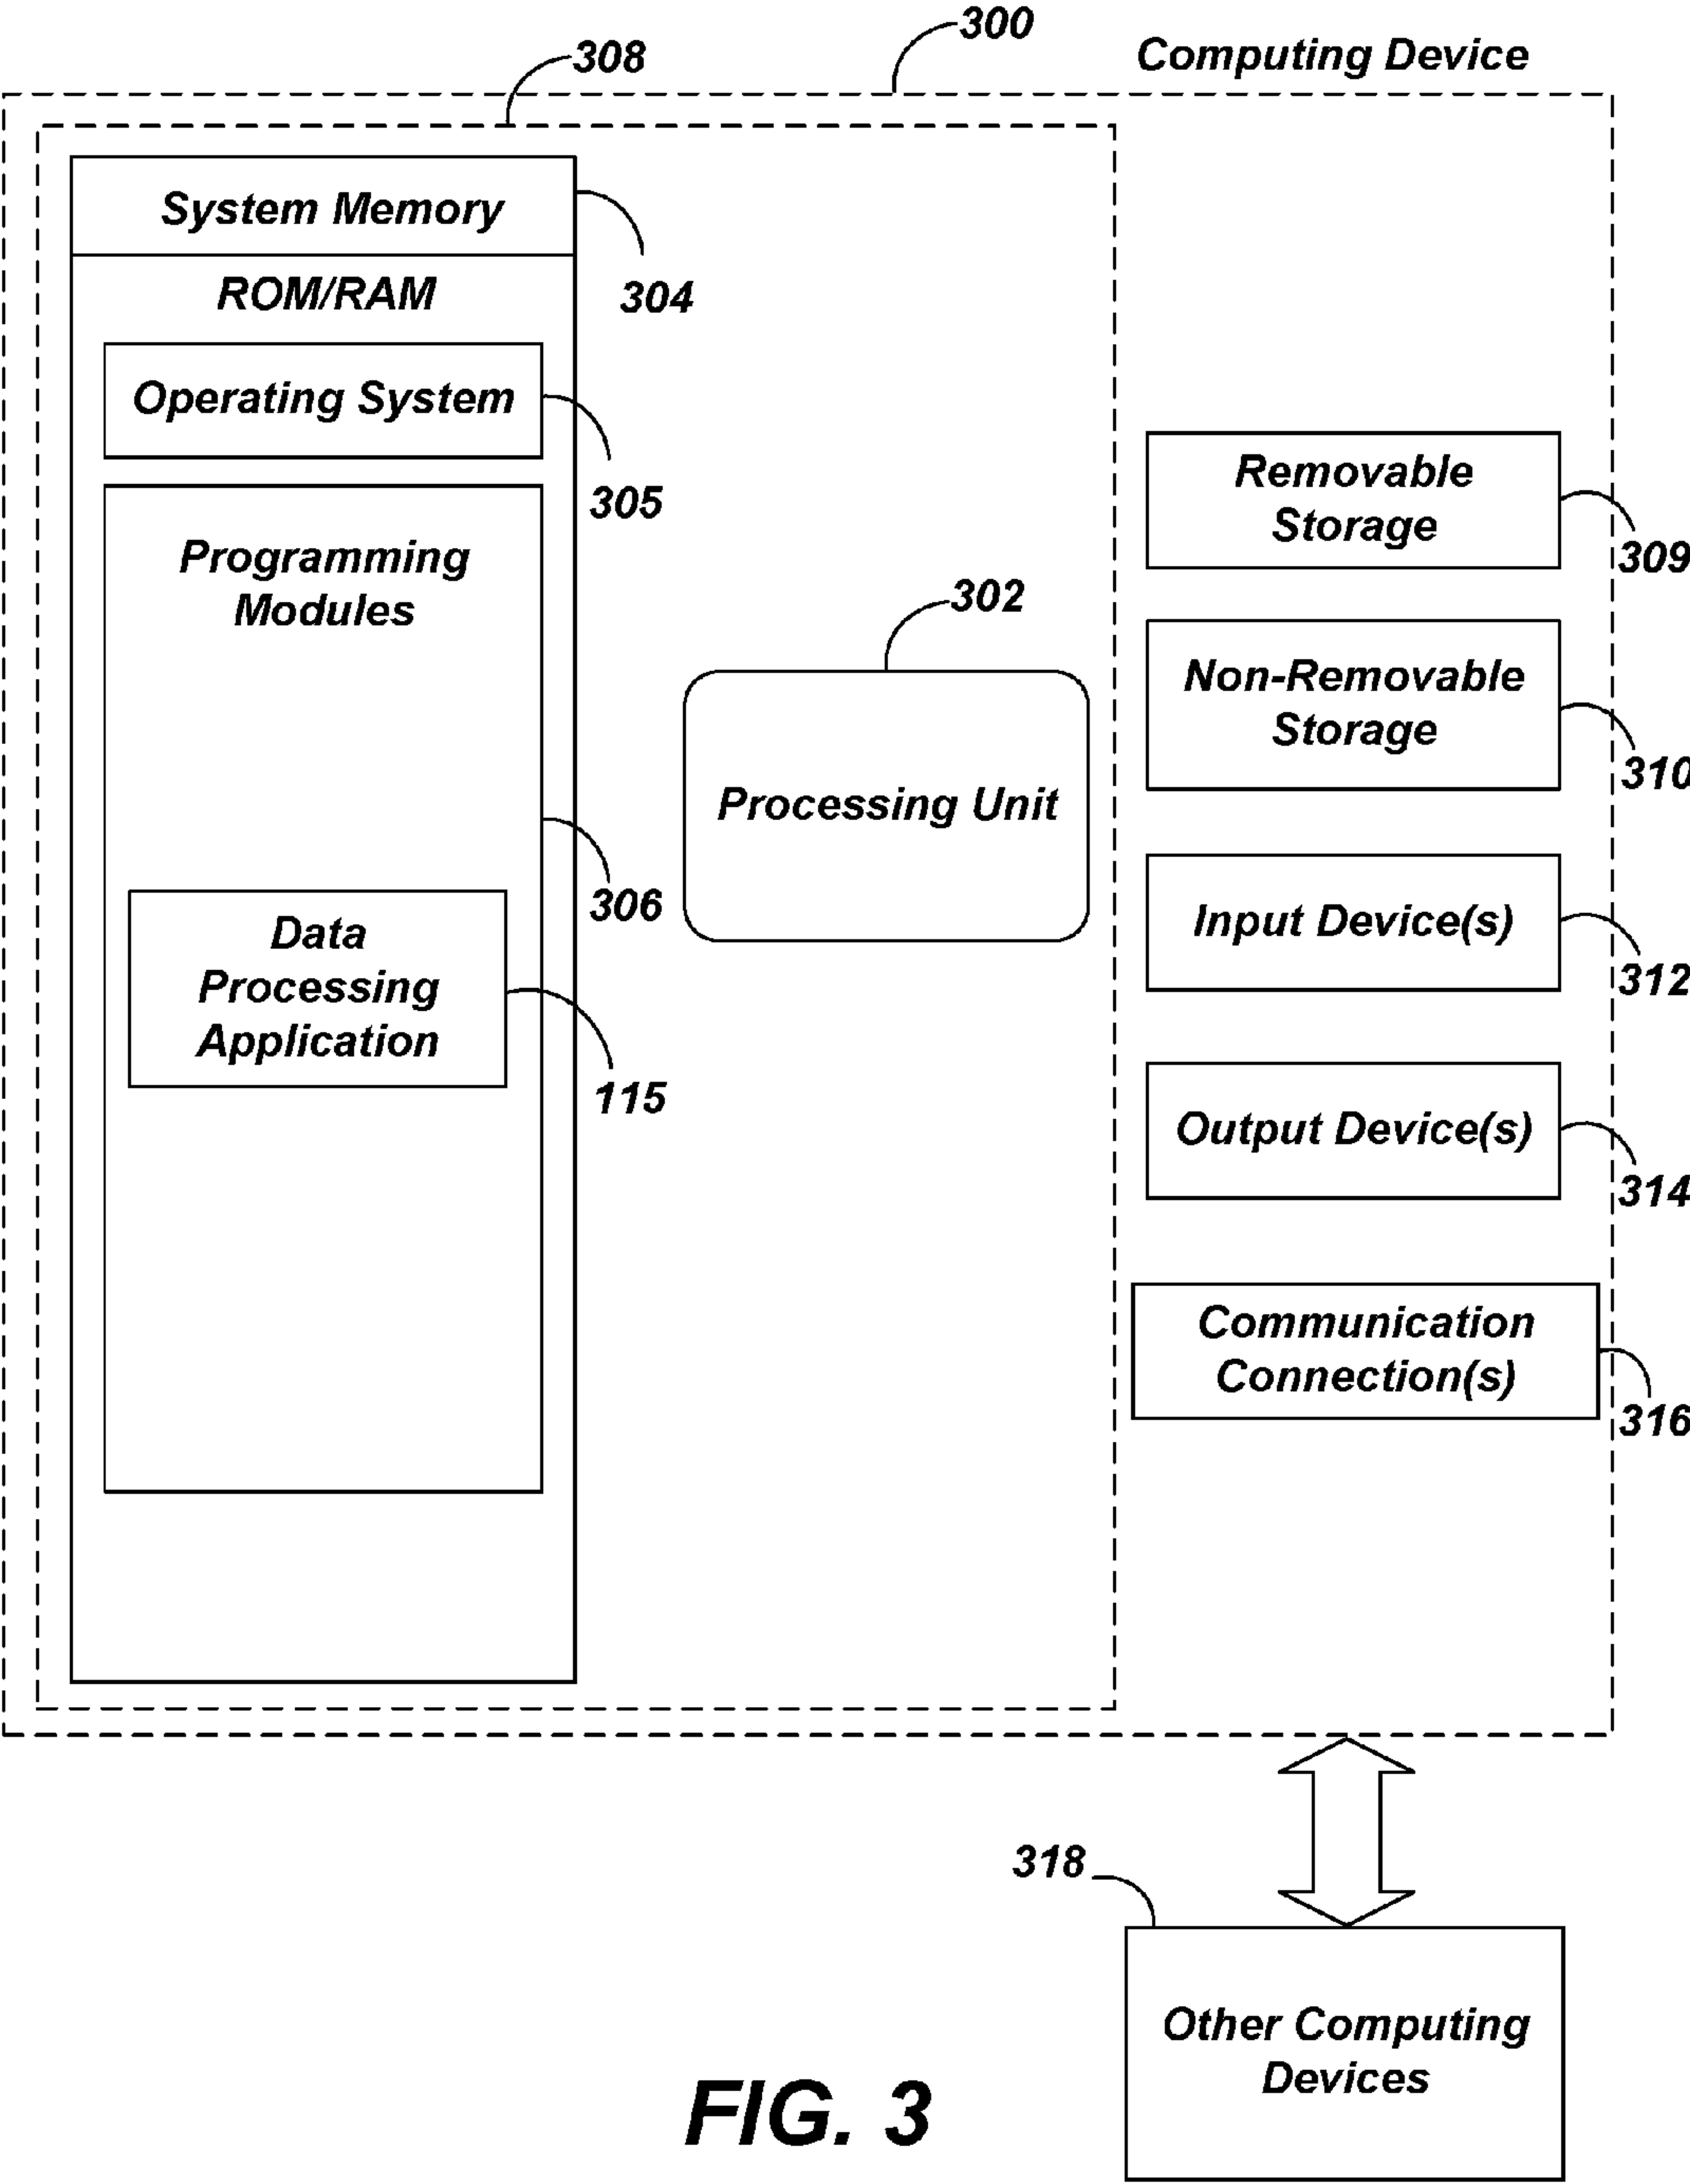 300
Computing Device
308
System Memory
304
ROM/RAM
Operating System
305
Programming
Modules
306
Data
Processing
Application
115
302
Processing Unit
Removable
Storage
309
Non-Removable
Storage
310
Input Device(s)
312
Output Device(s)
314
Communication
Connection(s)
316
318
Other Computing
Devices
FIG. 3